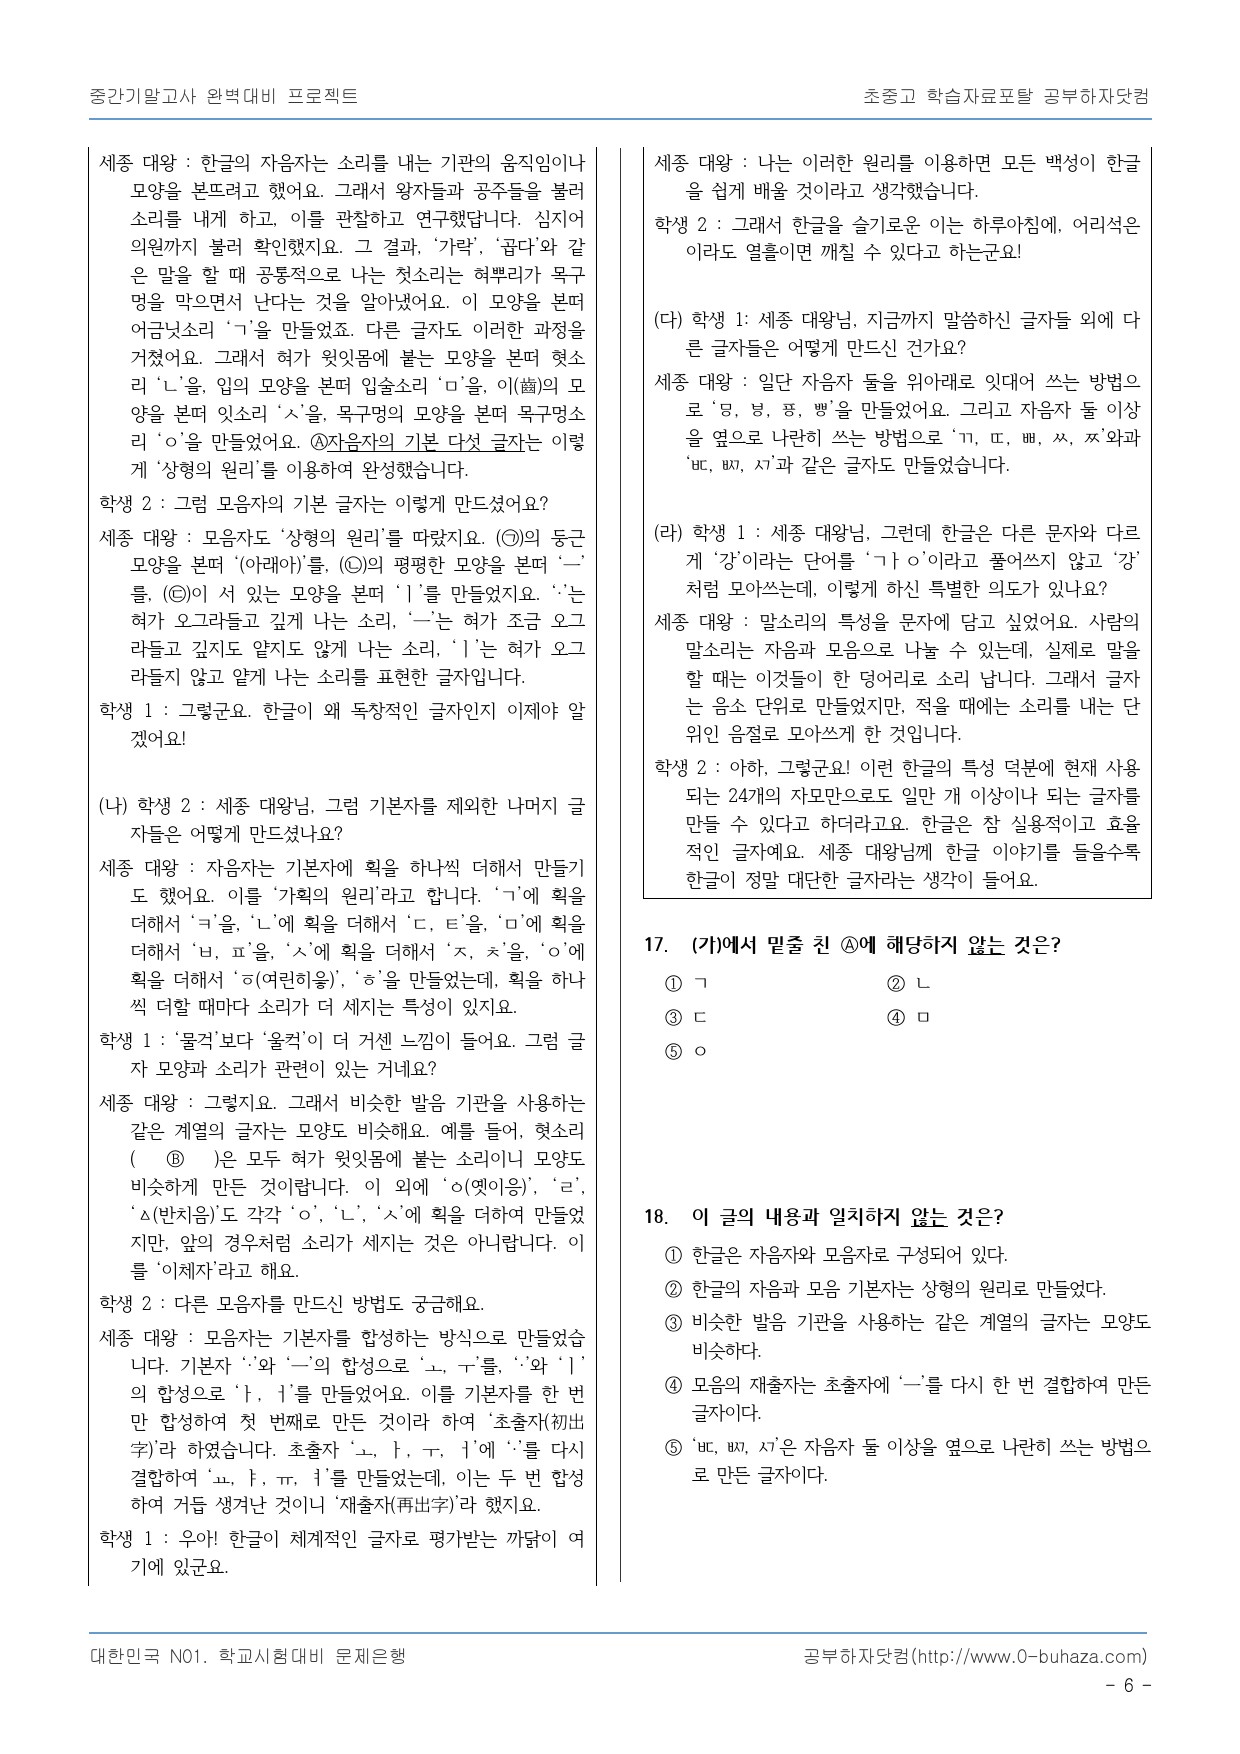 중간기말고사 완벽대비 프로젝트
초중고 학습자료포탈 공부하자닷컴
세종 대왕 : 한글의 자음자는 소리를 내는 기관의 움직임이나
모양을 본뜨려고 했어요. 그래서 왕자들과 공주들을 불러
소리를 내게 하고, 이를 관찰하고 연구했답니다. 심지어
의원까지 불러 확인했지요. 그 결과, ‘가락’, ‘곱다’와 같
은 말을 할 때 공통적으로 나는 첫소리는 혀뿌리가 목구
멍을 막으면서 난다는 것을 알아냈어요. 이 모양을 본떠
어금닛소리 ‘ㄱ’을 만들었죠. 다른 글자도 이러한 과정을
거쳤어요. 그래서 혀가 윗잇몸에 붙는 모양을 본떠 혓소
리 ‘ㄴ’을, 입의 모양을 본떠 입술소리 ‘ㅁ’을, 이(齒)의 모
양을 본떠 잇소리 ‘ㅅ’을, 목구멍의 모양을 본떠 목구멍소
리 ‘ㅇ’을 만들었어요. Ⓐ자음자의 기본 다섯 글자는 이렇
게 ‘상형의 원리’를 이용하여 완성했습니다.
학생 2 : 그럼 모음자의 기본 글자는 이렇게 만드셨어요?
세종 대왕 : 모음자도 ‘상형의 원리’를 따랐지요. (㉠)의 둥근
모양을 본떠 ‘(아래아)’를, (㉡)의 평평한 모양을 본떠 ‘ㅡ’
를, (㉢)이 서 있는 모양을 본떠 ‘ㅣ’를 만들었지요. ‘·’는
혀가 오그라들고 깊게 나는 소리, ‘ㅡ’는 혀가 조금 오그
라들고 깊지도 얕지도 않게 나는 소리, ‘ㅣ’는 혀가 오그
라들지 않고 얕게 나는 소리를 표현한 글자입니다.
학생 1 : 그렇군요. 한글이 왜 독창적인 글자인지 이제야 알
겠어요!
(나) 학생 2 : 세종 대왕님, 그럼 기본자를 제외한 나머지 글
자들은 어떻게 만드셨나요?
세종 대왕 : 자음자는 기본자에 획을 하나씩 더해서 만들기
도 했어요. 이를 ‘가획의 원리’라고 합니다. ‘ㄱ’에 획을
더해서 ‘ㅋ’을, ‘ㄴ’에 획을 더해서 ‘ㄷ, ㅌ’을, ‘ㅁ’에 획을
더해서 ‘ㅂ, ㅍ’을, ‘ㅅ’에 획을 더해서 ‘ㅈ, ㅊ’을, ‘ㅇ’에
획을 더해서 ‘ㆆ(여린히읗)’, ‘ㅎ’을 만들었는데, 획을 하나
씩 더할 때마다 소리가 더 세지는 특성이 있지요.
학생 1 : ‘물걱’보다 ‘울컥’이 더 거센 느낌이 들어요. 그럼 글
자 모양과 소리가 관련이 있는 거네요?
세종 대왕 : 그렇지요. 그래서 비슷한 발음 기관을 사용하는
같은 계열의 글자는 모양도 비슷해요. 예를 들어, 혓소리
( Ⓑ )은 모두 혀가 윗잇몸에 붙는 소리이니 모양도
비슷하게 만든 것이랍니다. 이 외에 ‘ㆁ(옛이응)’, ‘ㄹ’,
‘ㅿ(반치음)’도 각각 ‘ㅇ’, ‘ㄴ’, ‘ㅅ’에 획을 더하여 만들었
지만, 앞의 경우처럼 소리가 세지는 것은 아니랍니다. 이
를 ‘이체자’라고 해요.
학생 2 : 다른 모음자를 만드신 방법도 궁금해요.
세종 대왕 : 모음자는 기본자를 합성하는 방식으로 만들었습
니다. 기본자 ‘·’와 ‘ㅡ’의 합성으로 ‘ㅗ, ㅜ’를, ‘·’와 ‘ㅣ’
의 합성으로 ‘ㅏ, ㅓ’를 만들었어요. 이를 기본자를 한 번
만 합성하여 첫 번째로 만든 것이라 하여 ‘초출자(初出
字)’라 하였습니다. 초출자 ‘ㅗ, ㅏ, ㅜ, ㅓ’에 ‘·’를 다시
결합하여 ‘ㅛ, ㅑ, ㅠ, ㅕ’를 만들었는데, 이는 두 번 합성
하여 거듭 생겨난 것이니 ‘재출자(再出字)’라 했지요.
학생 1 : 우아! 한글이 체계적인 글자로 평가받는 까닭이 여
기에 있군요.
세종 대왕 : 나는 이러한 원리를 이용하면 모든 백성이 한글
을 쉽게 배울 것이라고 생각했습니다.
학생 2 : 그래서 한글을 슬기로운 이는 하루아침에, 어리석은
이라도 열흘이면 깨칠 수 있다고 하는군요!
(다) 학생 1: 세종 대왕님, 지금까지 말씀하신 글자들 외에 다
른 글자들은 어떻게 만드신 건가요?
세종 대왕 : 일단 자음자 둘을 위아래로 잇대어 쓰는 방법으
로 ‘ㅱ, ㅸ, ㆄ, ㅹ’을 만들었어요. 그리고 자음자 둘 이상
을 옆으로 나란히 쓰는 방법으로 ‘ㄲ, ㄸ, ㅃ, ㅆ, ㅉ’와과
‘ㅳ, ㅶ, ㅺ’과 같은 글자도 만들었습니다.
(라) 학생 1 : 세종 대왕님, 그런데 한글은 다른 문자와 다르
게 ‘강’이라는 단어를 ‘ㄱㅏㅇ’이라고 풀어쓰지 않고 ‘강’
처럼 모아쓰는데, 이렇게 하신 특별한 의도가 있나요?
세종 대왕 : 말소리의 특성을 문자에 담고 싶었어요. 사람의
말소리는 자음과 모음으로 나눌 수 있는데, 실제로 말을
할 때는 이것들이 한 덩어리로 소리 납니다. 그래서 글자
는 음소 단위로 만들었지만, 적을 때에는 소리를 내는 단
위인 음절로 모아쓰게 한 것입니다.
학생 2 : 아하, 그렇군요! 이런 한글의 특성 덕분에 현재 사용
되는 24개의 자모만으로도 일만 개 이상이나 되는 글자를
만들 수 있다고 하더라고요. 한글은 참 실용적이고 효율
적인 글자예요. 세종 대왕님께 한글 이야기를 들을수록
한글이 정말 대단한 글자라는 생각이 들어요.
17. (가)에서 밑줄 친 Ⓐ에 해당하지 않는 것은?
① ㄱ ② ㄴ
③ ㄷ ④ ㅁ
⑤ ㅇ
18. 이 글의 내용과 일치하지 않는 것은?
① 한글은 자음자와 모음자로 구성되어 있다.
② 한글의 자음과 모음 기본자는 상형의 원리로 만들었다.
③ 비슷한 발음 기관을 사용하는 같은 계열의 글자는 모양도
비슷하다.
④ 모음의 재출자는 초출자에 ‘ㅡ’를 다시 한 번 결합하여 만든
글자이다.
⑤ ‘ㅳ, ㅶ, ㅺ’은 자음자 둘 이상을 옆으로 나란히 쓰는 방법으
로 만든 글자이다.
대한민국 N01. 학교시험대비 문제은행
공부하자닷컴(http://www.0-buhaza.com)
- 6 -